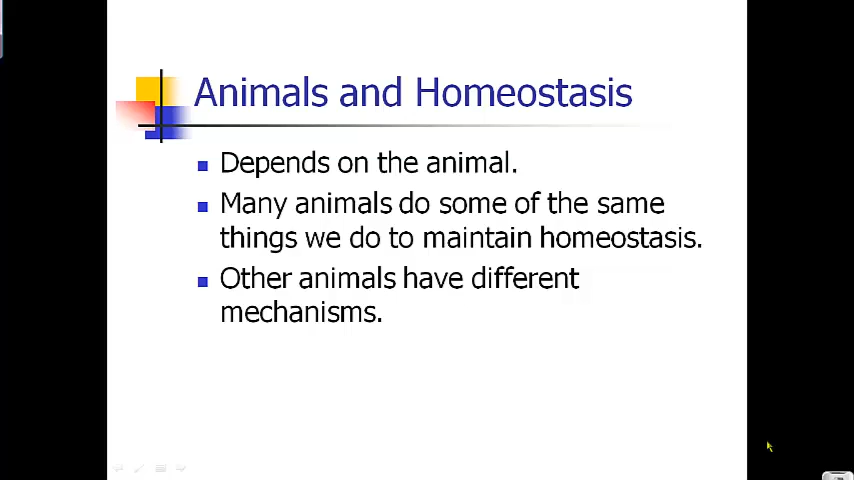 Animals and Homeostasis
Depends on the animal.
Many animals do some of the same
things we do to maintain homeostasis.
Other animals have different
mechanisms.